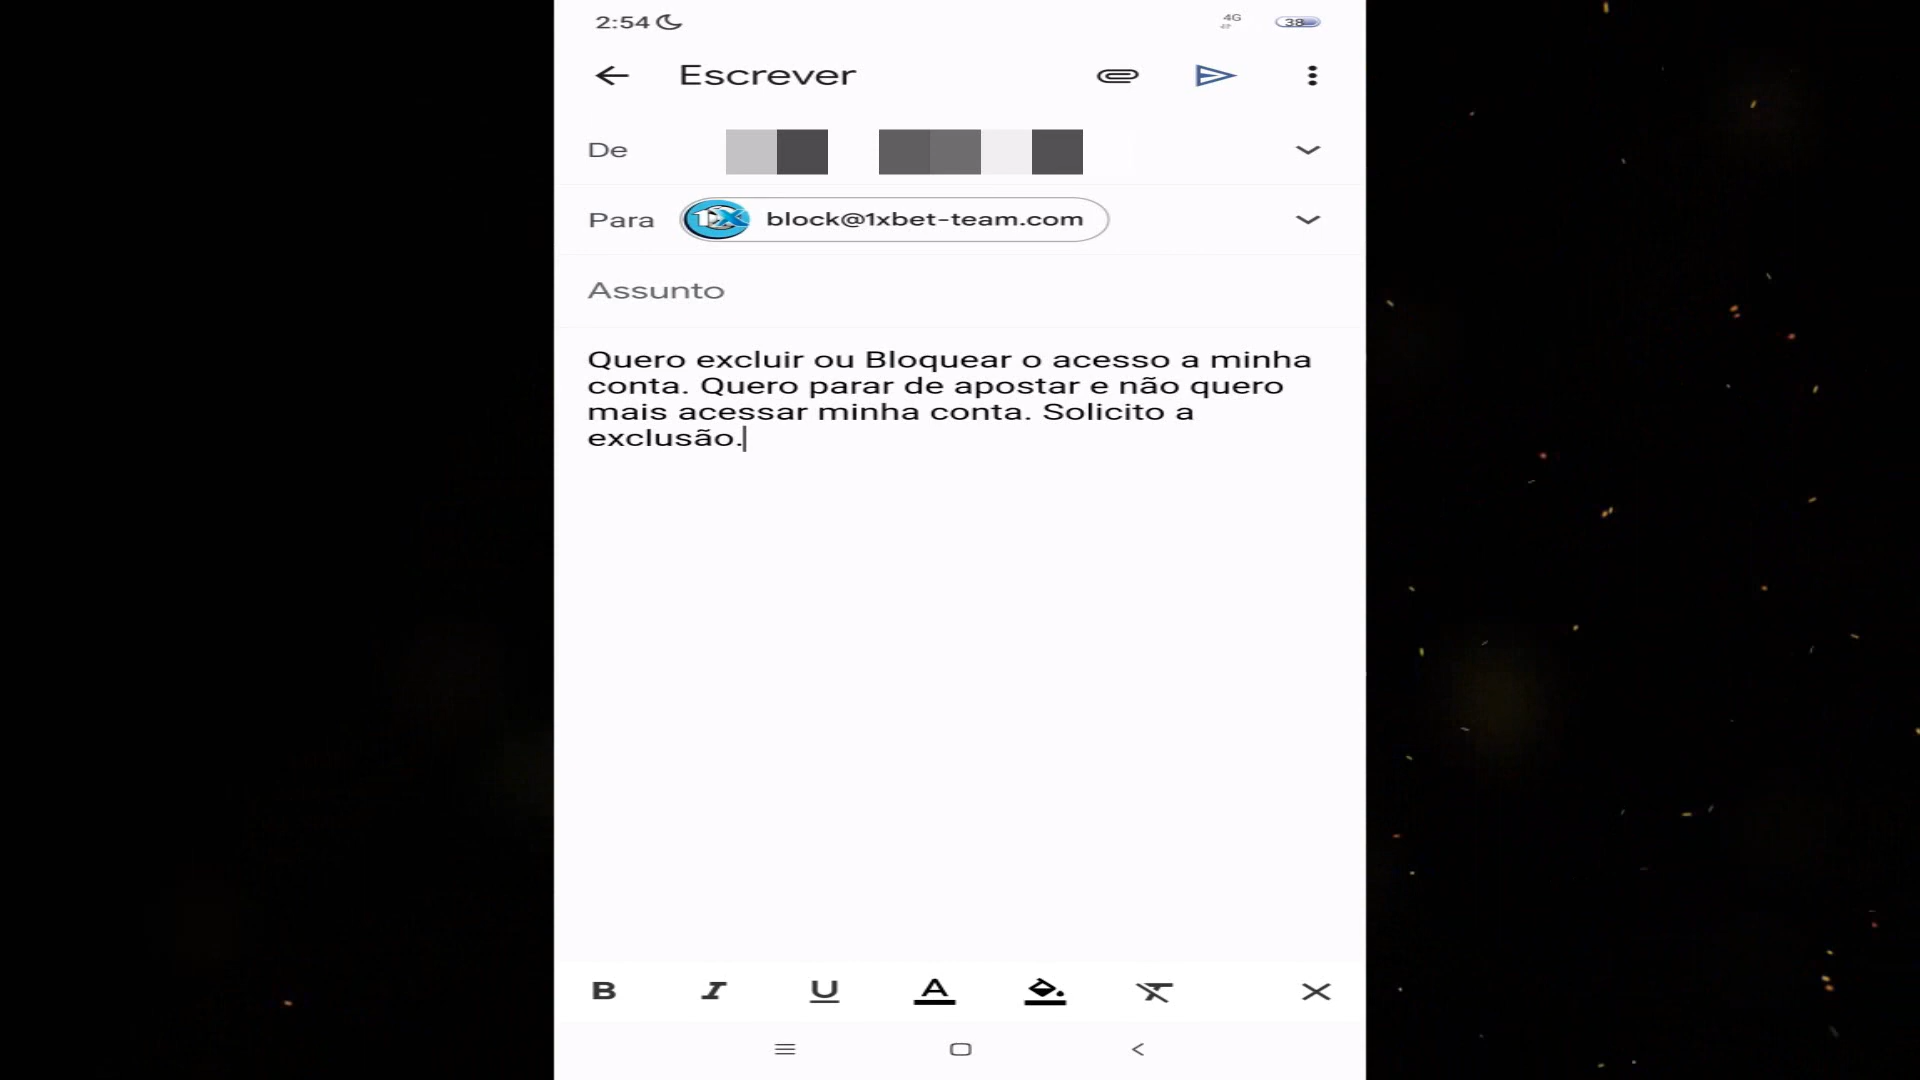 2:54
4G
38
Escrever
De
Para
1X
block@1xbet-team.com
Assunto
Quero excluir ou Bloquear o acesso a minha
conta. Quero parar de apostar e não quero
mais acessar minha conta. Solicito a
exclusão.
B I U A